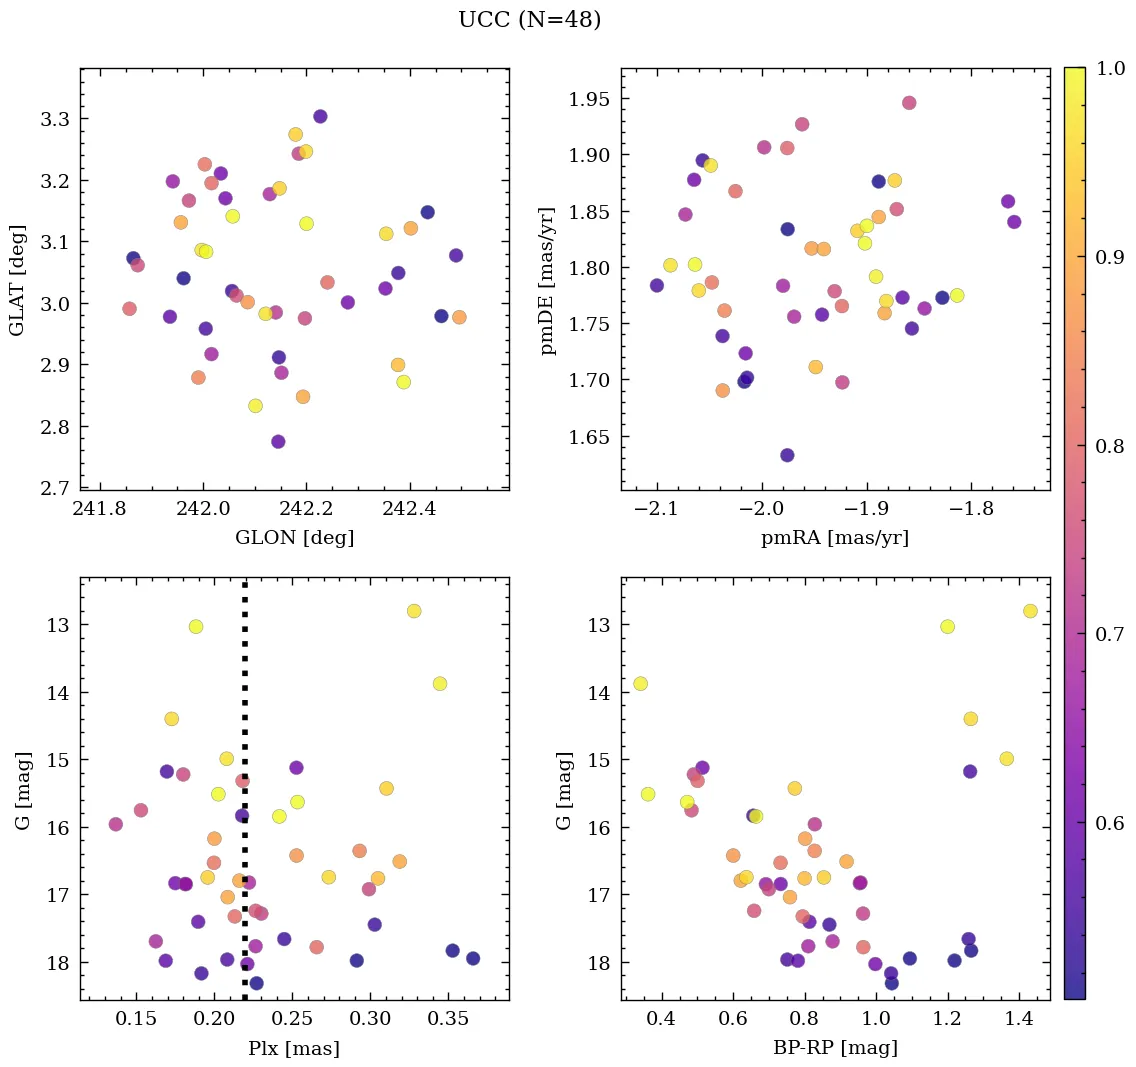 UCC (N=48)
3.3
3.2
3.1
3.0
2.9
2.8
2.7
GLAT [deg]
241.8 242.0 242.2 242.4
GLON [deg]
1.95
1.90
1.85
1.80
1.75
1.70
1.65
pmDE [mas/yr]
−2.1 −2.0 −1.9 −1.8
pmRA [mas/yr]
13
14
15
16
17
18
G [mag]
0.15 0.20 0.25 0.30 0.35
Plx [mas]
13
14
15
16
17
18
G [mag]
0.4 0.6 0.8 1.0 1.2 1.4
BP-RP [mag]
1.0
0.9
0.8
0.7
0.6